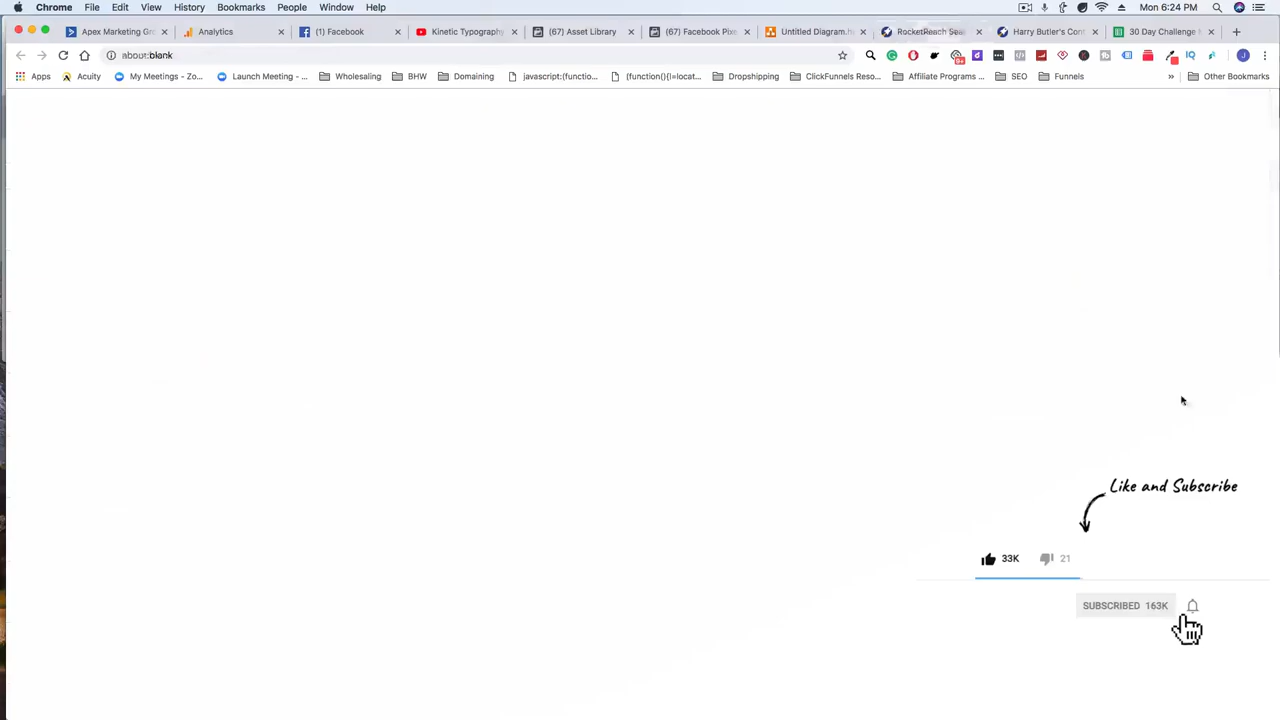 Chrome File Edit View History Bookmarks People Window Help Mon 6:24 PM
Apex Marketing Gro Analytics (1) Facebook Kinetic Typography (67) Asset Library (67) Facebook Pixe Untitled Diagram.h RocketReach Sea Harry Butler's Cont 30 Day Challenge
about:blank
Apps Acuity My Meetings - Zo... Launch Meeting - ... Wholesaling BHW Domaining javascript:(functio... (function(){!=locat... Dropshipping ClickFunnels Reso... Affiliate Programs ... SEO Funnels » Other Bookmarks
Like and Subscribe
33K 21
SUBSCRIBED 163K